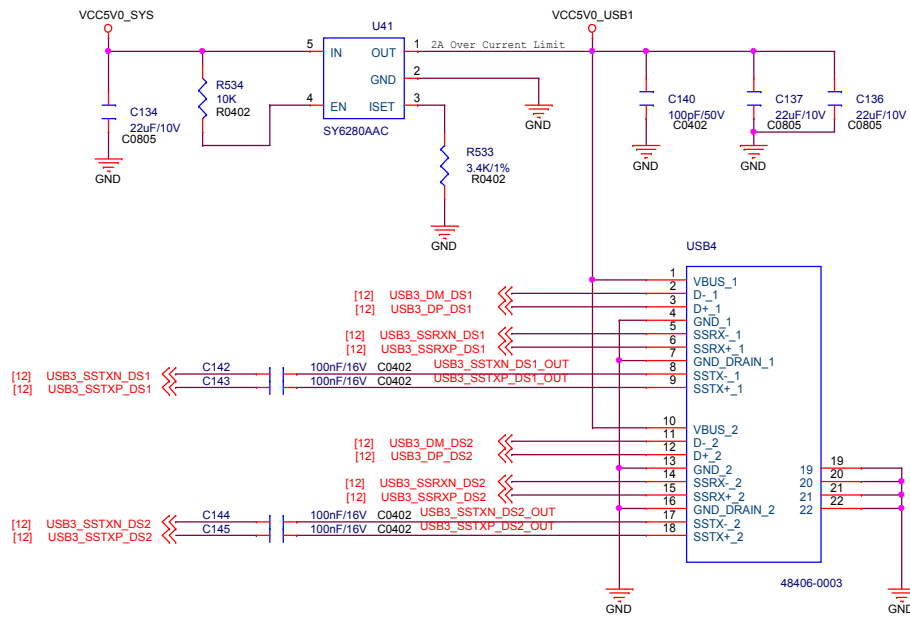 VCC5V0_SYS
VCC5V0_USB1
U41
5 IN OUT 1 2A Over Current Limit
GND 2
4 EN ISET 3
SY6280AAC
R534
10K
R0402
C134
22uF/10V
C0805
GND
GND
R533
3.4K/1%
R0402
GND
C140
100pF/50V
C0402
GND
C137
22uF/10V
C0805
GND
C136
22uF/10V
C0805
USB4
1 VBUS_1
[12] USB3_DM_DS1 2 D-_1
[12] USB3_DP_DS1 3 D+_1
4 GND_1
[12] USB3_SSRXN_DS1 5 SSRX-_1
[12] USB3_SSRXP_DS1 6 SSRX+_1
7 GND_DRAIN_1
[12] USB3_SSTXN_DS1 C142 100nF/16V C0402 USB3_SSTXN_DS1_OUT 8 SSTX-_1
[12] USB3_SSTXP_DS1 C143 100nF/16V C0402 USB3_SSTXP_DS1_OUT 9 SSTX+_1
10 VBUS_2
[12] USB3_DM_DS2 11 D-_2
[12] USB3_DP_DS2 12 D+_2
13 GND_2 19 19
[12] USB3_SSRXN_DS2 14 SSRX-_2 20 20
[12] USB3_SSRXP_DS2 15 SSRX+_2 21 21
16 GND_DRAIN_2 22 22
[12] USB3_SSTXN_DS2 C144 100nF/16V C0402 USB3_SSTXN_DS2_OUT 17 SSTX-_2
[12] USB3_SSTXP_DS2 C145 100nF/16V C0402 USB3_SSTXP_DS2_OUT 18 SSTX+_2
48406-0003
GND
GND